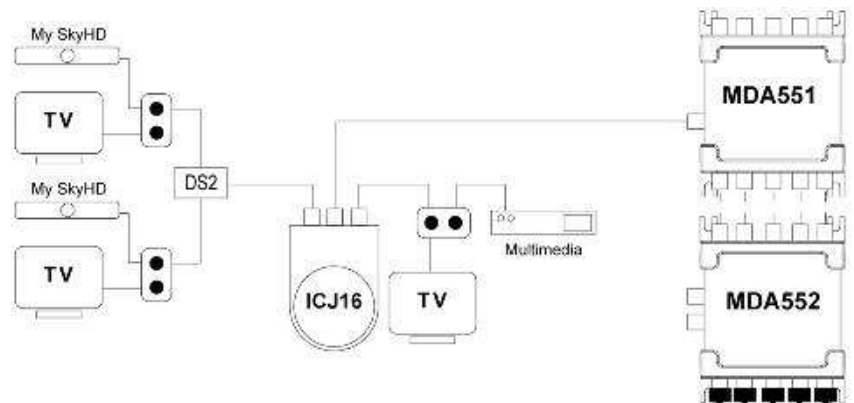 My SkyHD
TV
DS2
My SkyHD
TV
ICJ16
TV
Multimedia
MDA551
MDA552